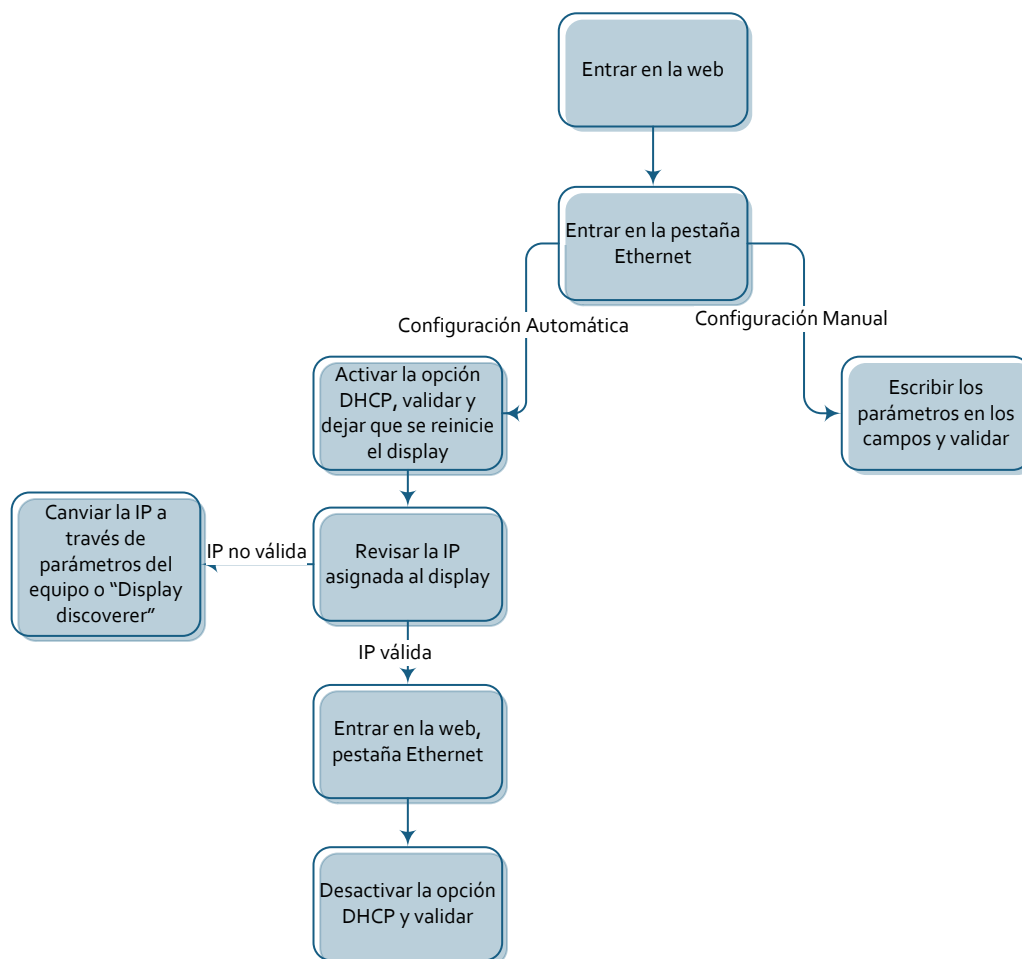 Entrar en la web
Entrar en la pestaña
Ethernet
Configuración Automática
Configuración Manual
Activar la opción
DHCP, validar y
dejar que se reinicie
el display
Escribir los
parámetros en los
campos y validar
Canviar la IP a
través de
parámetros del
equipo o “Display
discoverer”
IP no válida
Revisar la IP
asignada al display
IP válida
Entrar en la web,
pestaña Ethernet
Desactivar la opción
DHCP y validar